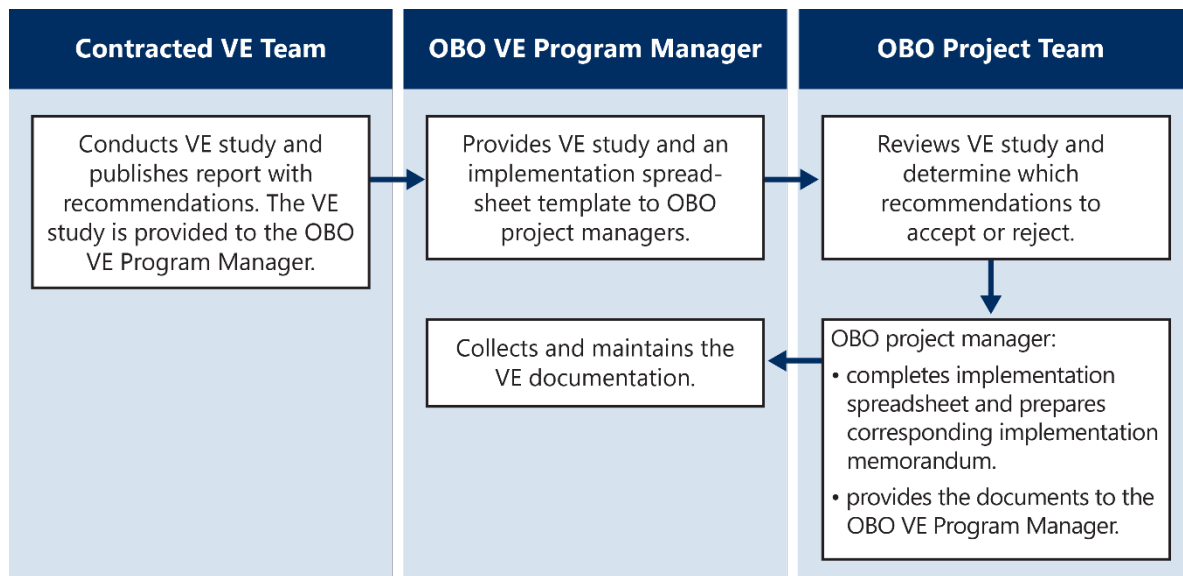 Contracted VE Team
OBO VE Program Manager
OBO Project Team
Conducts VE study and
publishes report with
recommendations. The VE
study is provided to the OBO
VE Program Manager.
Provides VE study and an
implementation spread-
sheet template to OBO
project managers.
Reviews VE study and
determine which
recommendations to
accept or reject.
Collects and maintains the
VE documentation.
OBO project manager:
• completes implementation
spreadsheet and prepares
corresponding implementation
memorandum.
• provides the documents to the
OBO VE Program Manager.